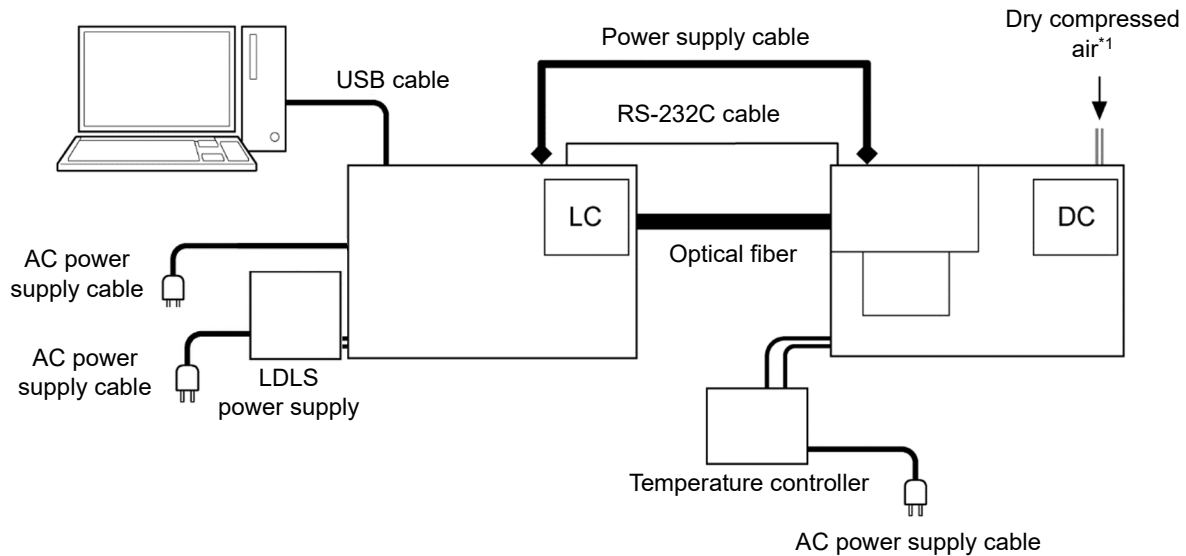 Dry compressed
air*1
Power supply cable
USB cable
RS-232C cable
LC
DC
Optical fiber
AC power
supply cable
AC power
supply cable
LDLS
power supply
Temperature controller
AC power supply cable